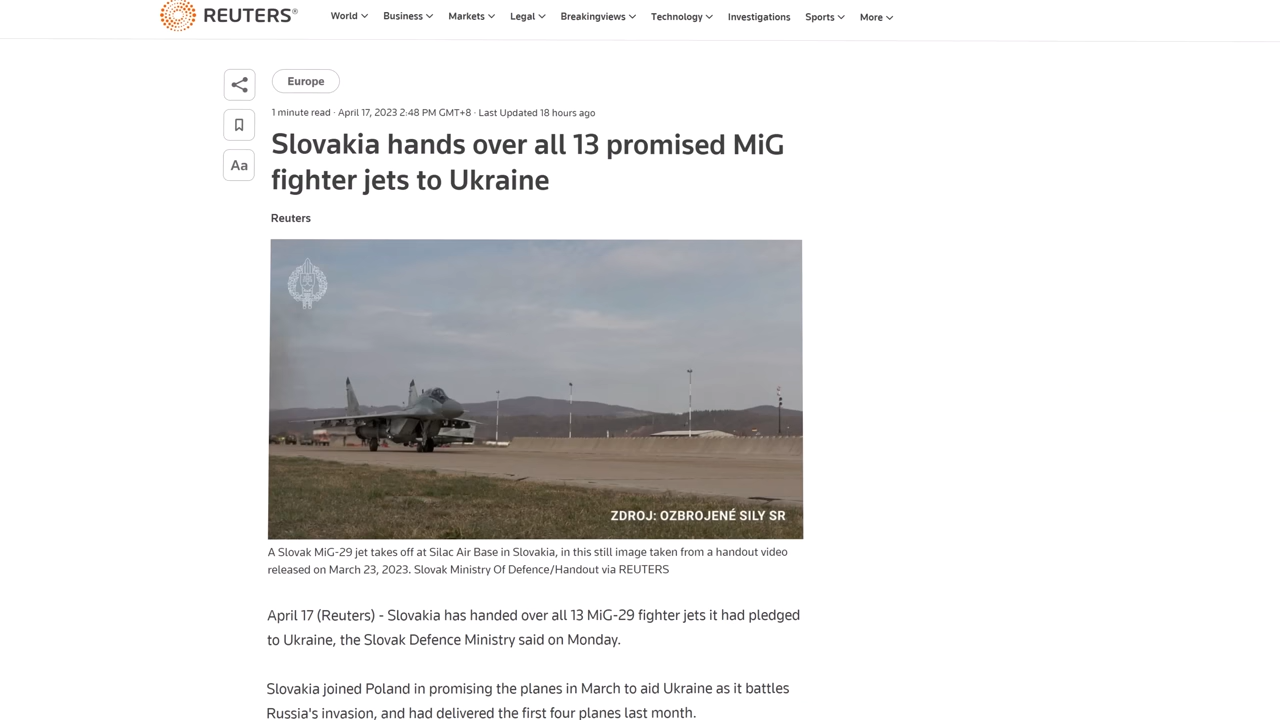 REUTERS®
World Business Markets Legal Breakingviews Technology Investigations Sports More
Europe
1 minute read · April 17, 2023 2:48 PM GMT+8 · Last Updated 18 hours ago
Aa
Slovakia hands over all 13 promised MiG
fighter jets to Ukraine
Reuters
ZDROJ: OZBROJENÉ SILY SR
A Slovak MiG-29 jet takes off at Silac Air Base in Slovakia, in this still image taken from a handout video
released on March 23, 2023. Slovak Ministry Of Defence/Handout via REUTERS
April 17 (Reuters) - Slovakia has handed over all 13 MiG-29 fighter jets it had pledged
to Ukraine, the Slovak Defence Ministry said on Monday.
Slovakia joined Poland in promising the planes in March to aid Ukraine as it battles
Russia's invasion, and had delivered the first four planes last month.